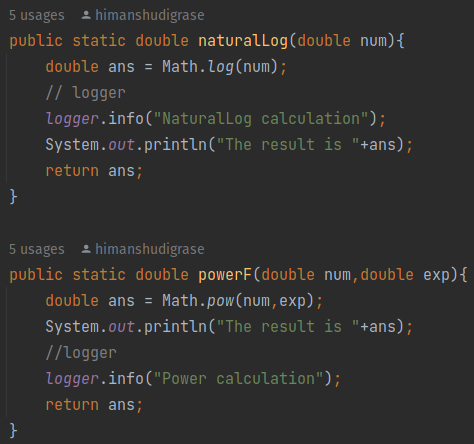 5 usages himanshudigrase
public static double naturalLog(double num){
    double ans = Math.log(num);
    // logger
    logger.info("NaturalLog calculation");
    System.out.println("The result is "+ans);
    return ans;
}
5 usages himanshudigrase
public static double powerF(double num,double exp){
    double ans = Math.pow(num,exp);
    System.out.println("The result is "+ans);
    //logger
    logger.info("Power calculation");
    return ans;
}